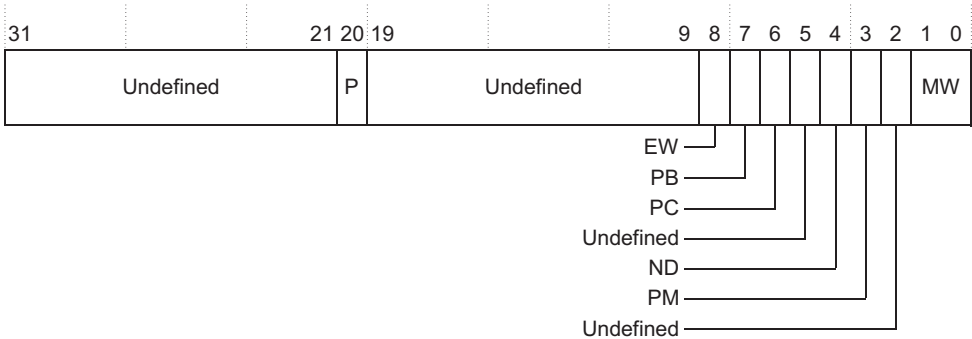 31 21 20 19 9 8 7 6 5 4 3 2 1 0
Undefined P Undefined MW
EW
PB
PC
Undefined
ND
PM
Undefined